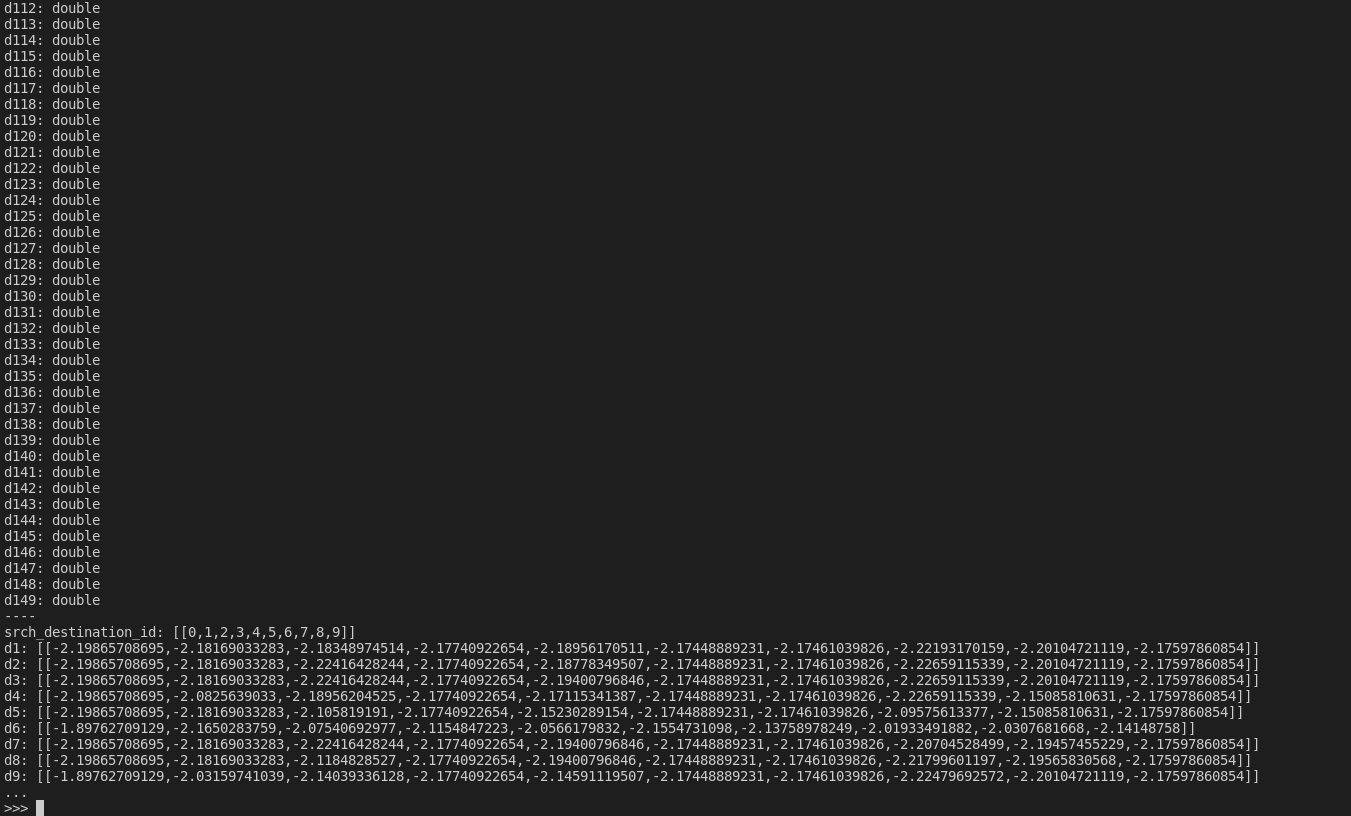 d112: double
d113: double
d114: double
d115: double
d116: double
d117: double
d118: double
d119: double
d120: double
d121: double
d122: double
d123: double
d124: double
d125: double
d126: double
d127: double
d128: double
d129: double
d130: double
d131: double
d132: double
d133: double
d134: double
d135: double
d136: double
d137: double
d138: double
d139: double
d140: double
d141: double
d142: double
d143: double
d144: double
d145: double
d146: double
d147: double
d148: double
d149: double
----
srch_destination_id: [[0,1,2,3,4,5,6,7,8,9]]
d1: [[-2.19865708695,-2.18169033283,-2.18348974514,-2.17740922654,-2.18956170511,-2.17448889231,-2.17461039826,-2.22193170159,-2.20104721119,-2.17597860854]]
d2: [[-2.19865708695,-2.18169033283,-2.22416428244,-2.17740922654,-2.18778349507,-2.17448889231,-2.17461039826,-2.22659115339,-2.20104721119,-2.17597860854]]
d3: [[-2.19865708695,-2.18169033283,-2.22416428244,-2.17740922654,-2.19400796846,-2.17448889231,-2.17461039826,-2.22659115339,-2.20104721119,-2.17597860854]]
d4: [[-2.19865708695,-2.0825639033,-2.18956204525,-2.17740922654,-2.17115341387,-2.17448889231,-2.17461039826,-2.22659115339,-2.15085810631,-2.17597860854]]
d5: [[-2.19865708695,-2.18169033283,-2.105819191,-2.17740922654,-2.15230289154,-2.17448889231,-2.17461039826,-2.09575613377,-2.15085810631,-2.17597860854]]
d6: [[-1.89762709129,-2.1650283759,-2.07540692977,-2.1154847223,-2.0566179832,-2.1554731098,-2.13758978249,-2.01933491882,-2.0307681668,-2.14148758]]
d7: [[-2.19865708695,-2.18169033283,-2.22416428244,-2.17740922654,-2.19400796846,-2.17448889231,-2.17461039826,-2.20704528499,-2.19457455229,-2.17597860854]]
d8: [[-2.19865708695,-2.18169033283,-2.1184828527,-2.17740922654,-2.19400796846,-2.17448889231,-2.17461039826,-2.21799601197,-2.19565830568,-2.17597860854]]
d9: [[-1.89762709129,-2.03159741039,-2.14039336128,-2.17740922654,-2.14591119507,-2.17448889231,-2.17461039826,-2.22479692572,-2.20104721119,-2.17597860854]]
...
>>>